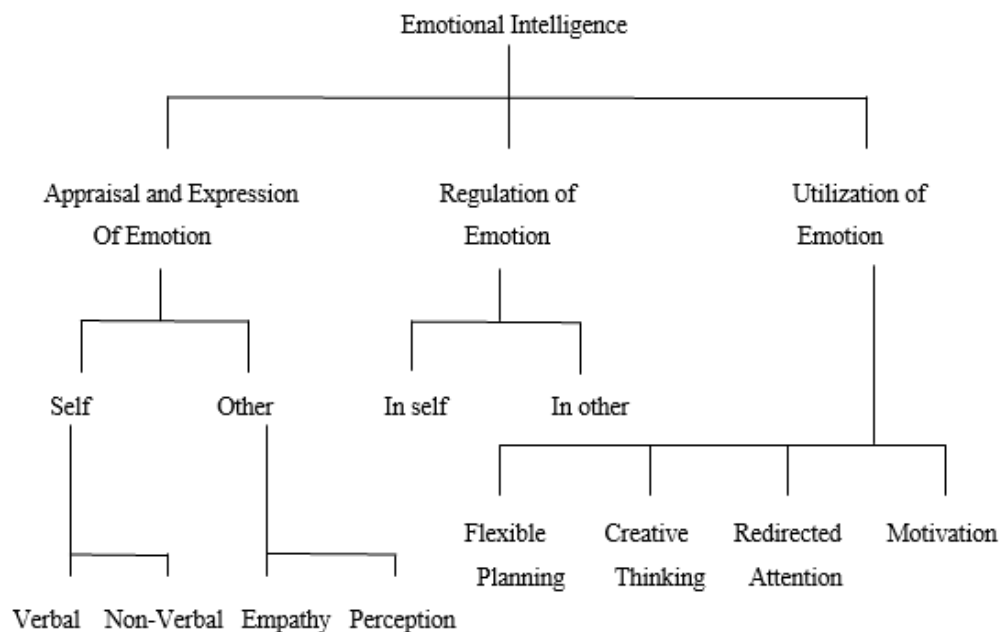 Emotional Intelligence
Appraisal and Expression
Of Emotion
Regulation of
Emotion
Utilization of
Emotion
Self
Other
In self
In other
Flexible
Planning
Creative
Thinking
Redirected
Attention
Motivation
Verbal
Non-Verbal
Empathy
Perception